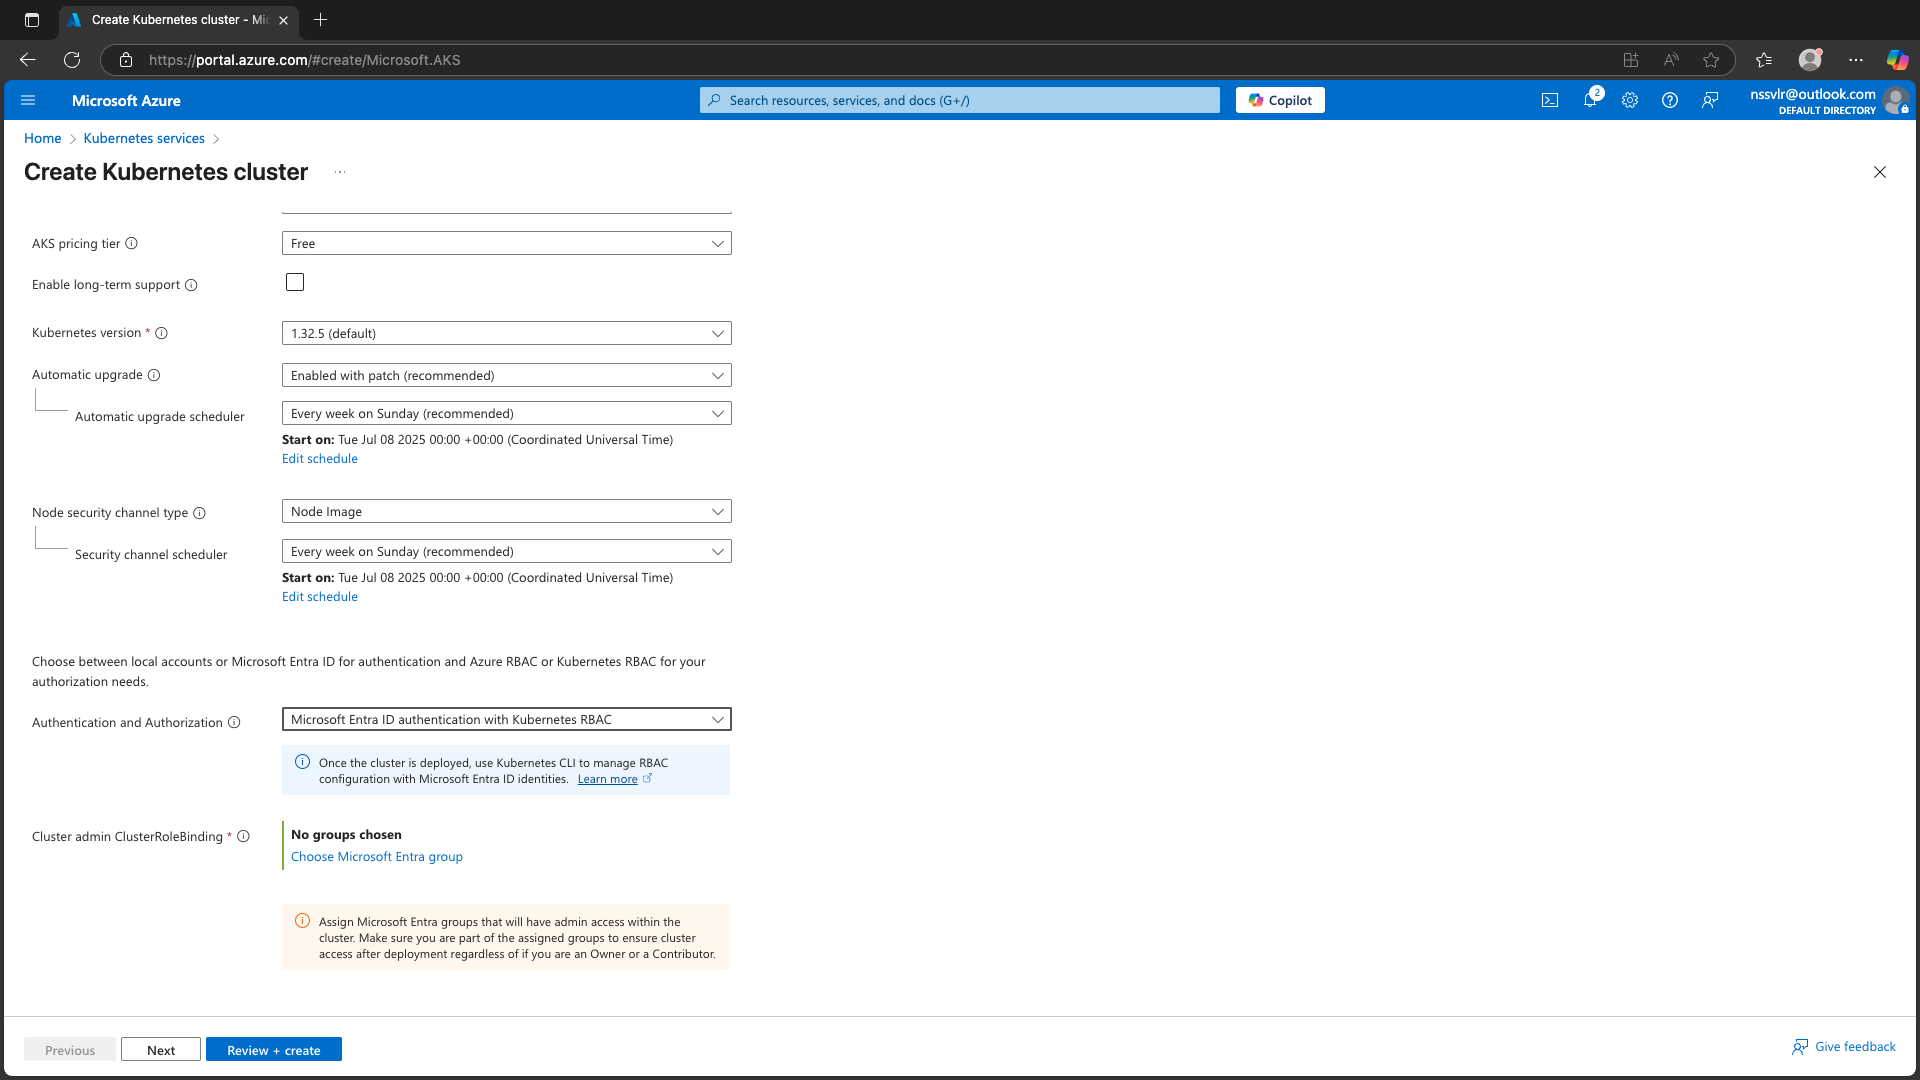 Create Kubernetes cluster - Mic
https://portal.azure.com/#create/Microsoft.AKS
Microsoft Azure
Search resources, services, and docs (G+/)
Copilot
2
nssvlr@outlook.com
DEFAULT DIRECTORY
Home
Kubernetes services
Create Kubernetes cluster
...
AKS pricing tier
Free
Enable long-term support
Kubernetes version *
1.32.5 (default)
Automatic upgrade
Enabled with patch (recommended)
Automatic upgrade scheduler
Every week on Sunday (recommended)
Start on: Tue Jul 08 2025 00:00 +00:00 (Coordinated Universal Time)
Edit schedule
Node security channel type
Node Image
Security channel scheduler
Every week on Sunday (recommended)
Start on: Tue Jul 08 2025 00:00 +00:00 (Coordinated Universal Time)
Edit schedule
Choose between local accounts or Microsoft Entra ID for authentication and Azure RBAC or Kubernetes RBAC for your
authorization needs.
Authentication and Authorization
Microsoft Entra ID authentication with Kubernetes RBAC
Once the cluster is deployed, use Kubernetes CLI to manage RBAC
configuration with Microsoft Entra ID identities. Learn more
Cluster admin ClusterRoleBinding *
No groups chosen
Choose Microsoft Entra group
Assign Microsoft Entra groups that will have admin access within the
cluster. Make sure you are part of the assigned groups to ensure cluster
access after deployment regardless of if you are an Owner or a Contributor.
Previous
Next
Review + create
Give feedback